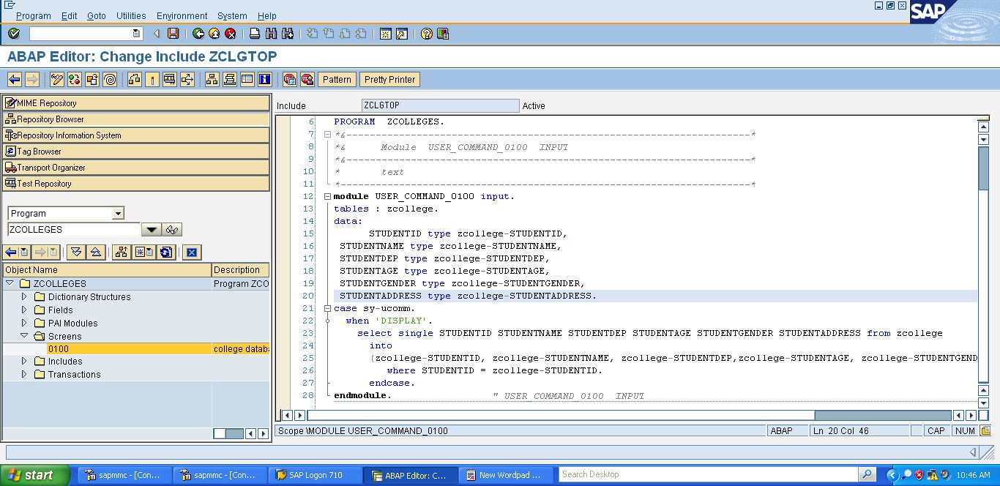 Program Edit Goto Utilities Environment System Help
SAP
ABAP Editor: Change Include ZCLGTOP
Pattern Pretty Printer
MIME Repository
Repository Browser
Repository Information System
Tag Browser
Transport Organizer
Test Repository
Program
ZCOLLEGES
Object Name Description
ZCOLLEGES Program ZCO
Dictionary Structures
Fields
PAI Modules
Screens
0100 college datab
Includes
Transactions
Include ZCLGTOP Active
6 PROGRAM ZCOLLEGES.
7 *&---------------------------------------------------------------------*
8 *& Module USER_COMMAND_0100 INPUT
9 *&---------------------------------------------------------------------*
10 * text
11 *----------------------------------------------------------------------*
12 module USER_COMMAND_0100 input.
13 tables : zcollege.
14 data:
15 STUDENTID type zcollege-STUDENTID,
16 STUDENTNAME type zcollege-STUDENTNAME,
17 STUDENTDEP type zcollege-STUDENTDEP,
18 STUDENTAGE type zcollege-STUDENTAGE,
19 STUDENTGENDER type zcollege-STUDENTGENDER,
20 STUDENTADDRESS type zcollege-STUDENTADDRESS.
21 case sy-ucomm.
22 when 'DISPLAY'.
23 select single STUDENTID STUDENTNAME STUDENTDEP STUDENTAGE STUDENTGENDER STUDENTADDRESS from zcollege
24 into
25 (zcollege-STUDENTID, zcollege-STUDENTNAME, zcollege-STUDENTDEP,zcollege-STUDENTAGE, zcollege-STUDENTGEND
26 where STUDENTID = zcollege-STUDENTID.
27 endcase.
28 endmodule. " USER_COMMAND_0100 INPUT
Scope \MODULE USER_COMMAND_0100 ABAP Ln 20 Col 46 CAP NUM
start sapmmc - [Con... sapmmc - [Con... SAP Logon 710 ABAP Editor: C... New Wordpad ... Search Desktop 10:46 AM